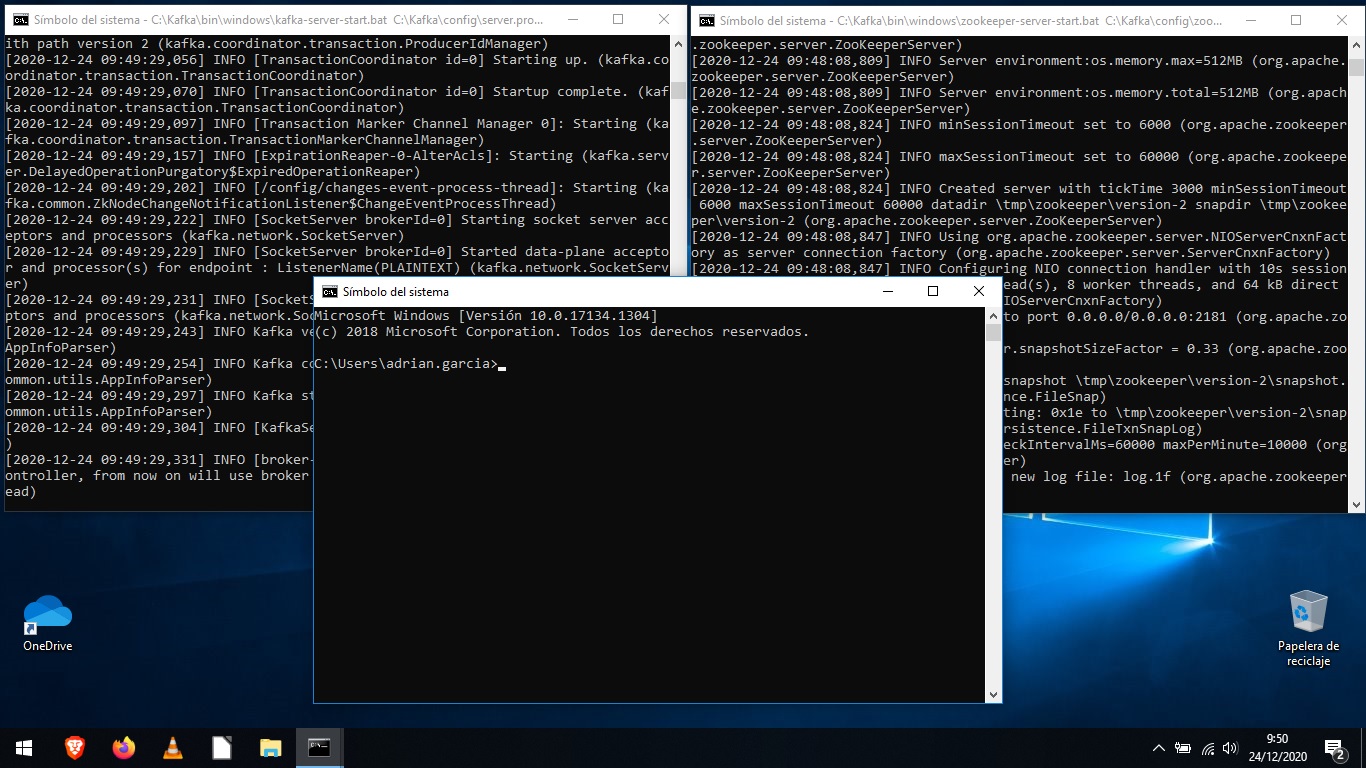 Símbolo del sistema - C:\Kafka\bin\windows\kafka-server-start.bat C:\Kafka\config\server.pro...
ith path version 2 (kafka.coordinator.transaction.ProducerIdManager)
[2020-12-24 09:49:29,056] INFO [TransactionCoordinator id=0] Starting up. (kafka.co
ordinator.transaction.TransactionCoordinator)
[2020-12-24 09:49:29,070] INFO [TransactionCoordinator id=0] Startup complete. (kaf
ka.coordinator.transaction.TransactionCoordinator)
[2020-12-24 09:49:29,097] INFO [Transaction Marker Channel Manager 0]: Starting (ka
fka.coordinator.transaction.TransactionMarkerChannelManager)
[2020-12-24 09:49:29,157] INFO [ExpirationReaper-0-AlterAcls]: Starting (kafka.serv
er.DelayedOperationPurgatory$ExpiredOperationReaper)
[2020-12-24 09:49:29,202] INFO [/config/changes-event-process-thread]: Starting (ka
fka.common.ZkNodeChangeNotificationListener$ChangeEventProcessThread)
[2020-12-24 09:49:29,222] INFO [SocketServer brokerId=0] Starting socket server acc
eptors and processors (kafka.network.SocketServer)
[2020-12-24 09:49:29,229] INFO [SocketServer brokerId=0] Started data-plane accepto
r and processor(s) for endpoint : ListenerName(PLAINTEXT) (kafka.network.SocketServ
er)
[2020-12-24 09:49:29,231] INFO [SocketS
ptors and processors (kafka.network.Soc
[2020-12-24 09:49:29,243] INFO Kafka ve
AppInfoParser)
[2020-12-24 09:49:29,254] INFO Kafka co
ommon.utils.AppInfoParser)
[2020-12-24 09:49:29,297] INFO Kafka st
ommon.utils.AppInfoParser)
[2020-12-24 09:49:29,304] INFO [KafkaSe
)
[2020-12-24 09:49:29,331] INFO [broker-
ontroller, from now on will use broker
ead)
Símbolo del sistema - C:\Kafka\bin\windows\zookeeper-server-start.bat C:\Kafka\config\zoo...
.zookeeper.server.ZooKeeperServer)
[2020-12-24 09:48:08,809] INFO Server environment:os.memory.max=512MB (org.apache.
zookeeper.server.ZooKeeperServer)
[2020-12-24 09:48:08,809] INFO Server environment:os.memory.total=512MB (org.apach
e.zookeeper.server.ZooKeeperServer)
[2020-12-24 09:48:08,824] INFO minSessionTimeout set to 6000 (org.apache.zookeeper
.server.ZooKeeperServer)
[2020-12-24 09:48:08,824] INFO maxSessionTimeout set to 60000 (org.apache.zookeepe
r.server.ZooKeeperServer)
[2020-12-24 09:48:08,824] INFO Created server with tickTime 3000 minSessionTimeout
 6000 maxSessionTimeout 60000 datadir \tmp\zookeeper\version-2 snapdir \tmp\zookee
per\version-2 (org.apache.zookeeper.server.ZooKeeperServer)
[2020-12-24 09:48:08,847] INFO Using org.apache.zookeeper.server.NIOServerCnxnFact
ory as server connection factory (org.apache.zookeeper.server.ServerCnxnFactory)
[2020-12-24 09:48:08,847] INFO Configuring NIO connection handler with 10s session
ead(s), 8 worker threads, and 64 kB direct
IOServerCnxnFactory)
to port 0.0.0.0/0.0.0.0:2181 (org.apache.zo
r.snapshotSizeFactor = 0.33 (org.apache.zoo
snapshot \tmp\zookeeper\version-2\snapshot.
nce.FileSnap)
ting: 0x1e to \tmp\zookeeper\version-2\snap
rsistence.FileTxnSnapLog)
eckIntervalMs=60000 maxPerMinute=10000 (org
er)
new log file: log.1f (org.apache.zookeeper
Símbolo del sistema
Microsoft Windows [Versión 10.0.17134.1304]
(c) 2018 Microsoft Corporation. Todos los derechos reservados.
C:\Users\adrian.garcia>
OneDrive
Papelera de
reciclaje
9:50
24/12/2020
2